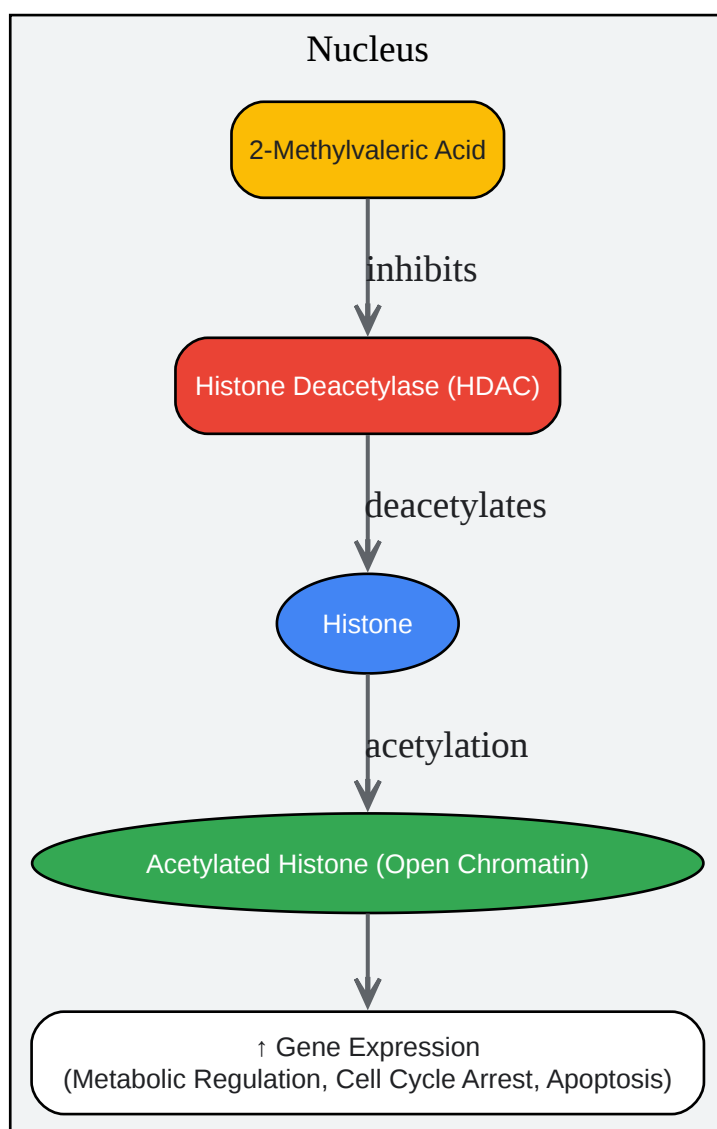 Nucleus
2-Methylvaleric Acid
inhibits
Histone Deacetylase (HDAC)
deacetylates
Histone
acetylation
Acetylated Histone (Open Chromatin)
↑ Gene Expression
(Metabolic Regulation, Cell Cycle Arrest, Apoptosis)